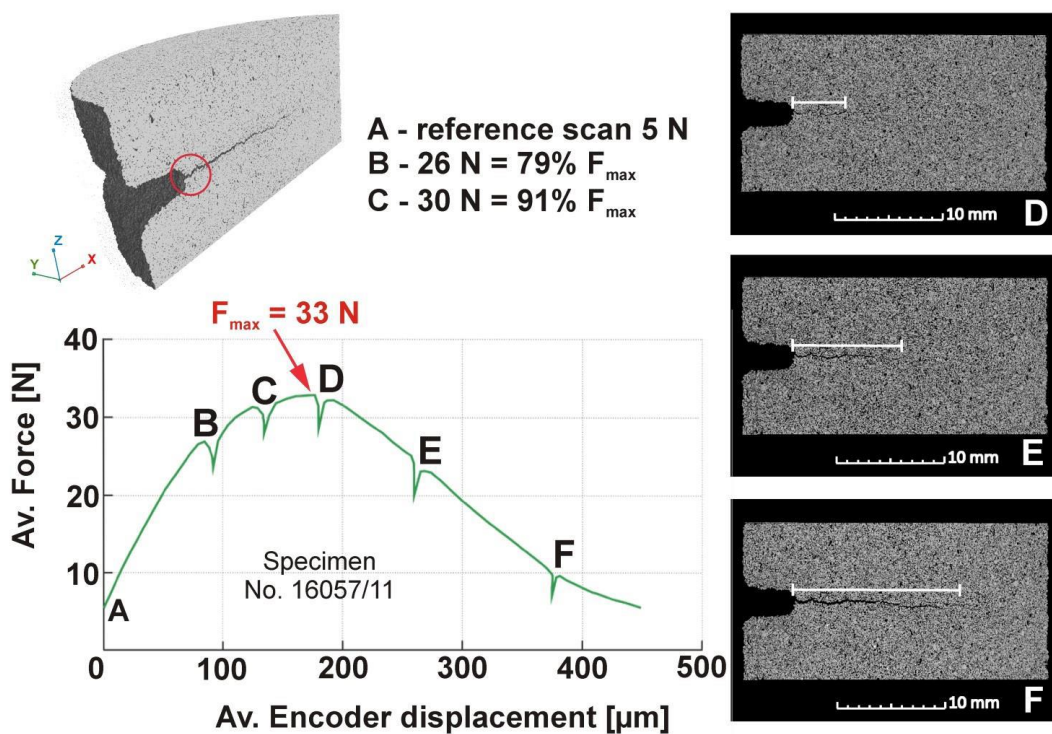 A - reference scan 5 N
B - 26 N = 79% Fmax
C - 30 N = 91% Fmax
Z
Y
X
Fmax = 33 N
Av. Force [N]
40
30
20
10
A
B
C
D
E
F
Specimen
No. 16057/11
0
100
200
300
400
500
Av. Encoder displacement [µm]
10 mm
D
10 mm
E
10 mm
F